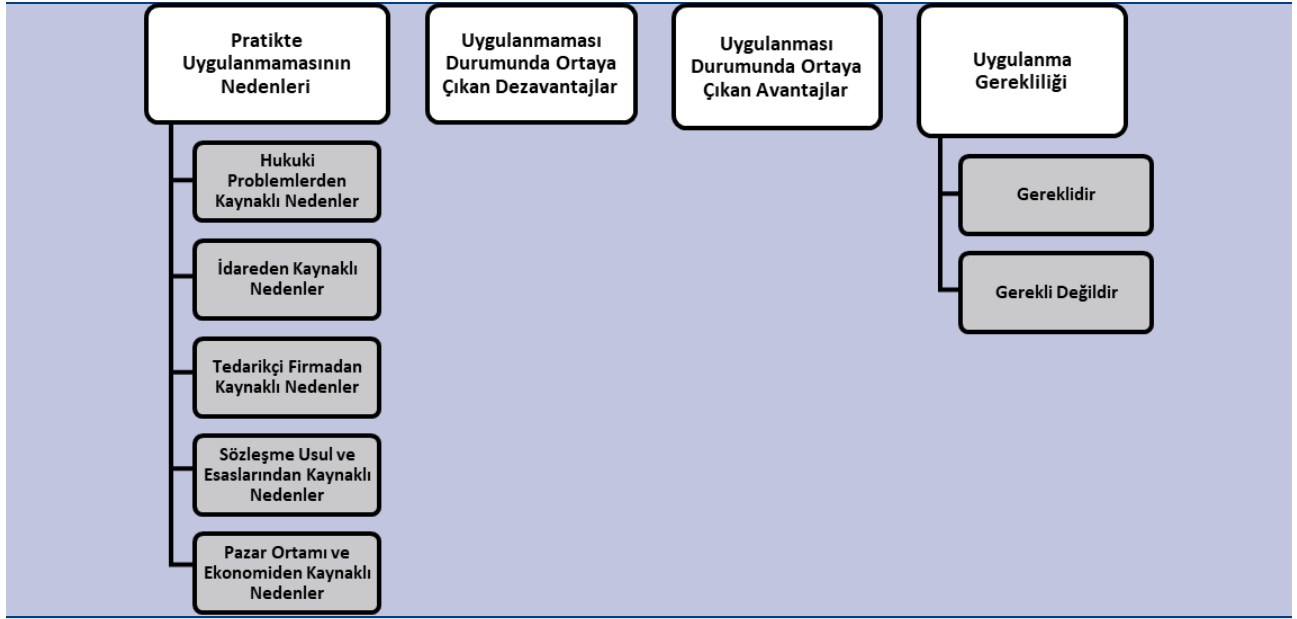 Pratikte
Uygulanmamasının
Nedenleri
Hukuki
Problemlerden
Kaynaklı Nedenler
İdareden Kaynaklı
Nedenler
Tedarikçi Firmadan
Kaynaklı Nedenler
Sözleşme Usul ve
Esaslarından Kaynaklı
Nedenler
Pazar Ortamı ve
Ekonomiden Kaynaklı
Nedenler
Uygulanmaması
Durumunda Ortaya
Çıkan Dezavantajlar
Uygulanması
Durumunda Ortaya
Çıkan Avantajlar
Uygulanma
Gerekliliği
Gereklidir
Gerekli Değildir